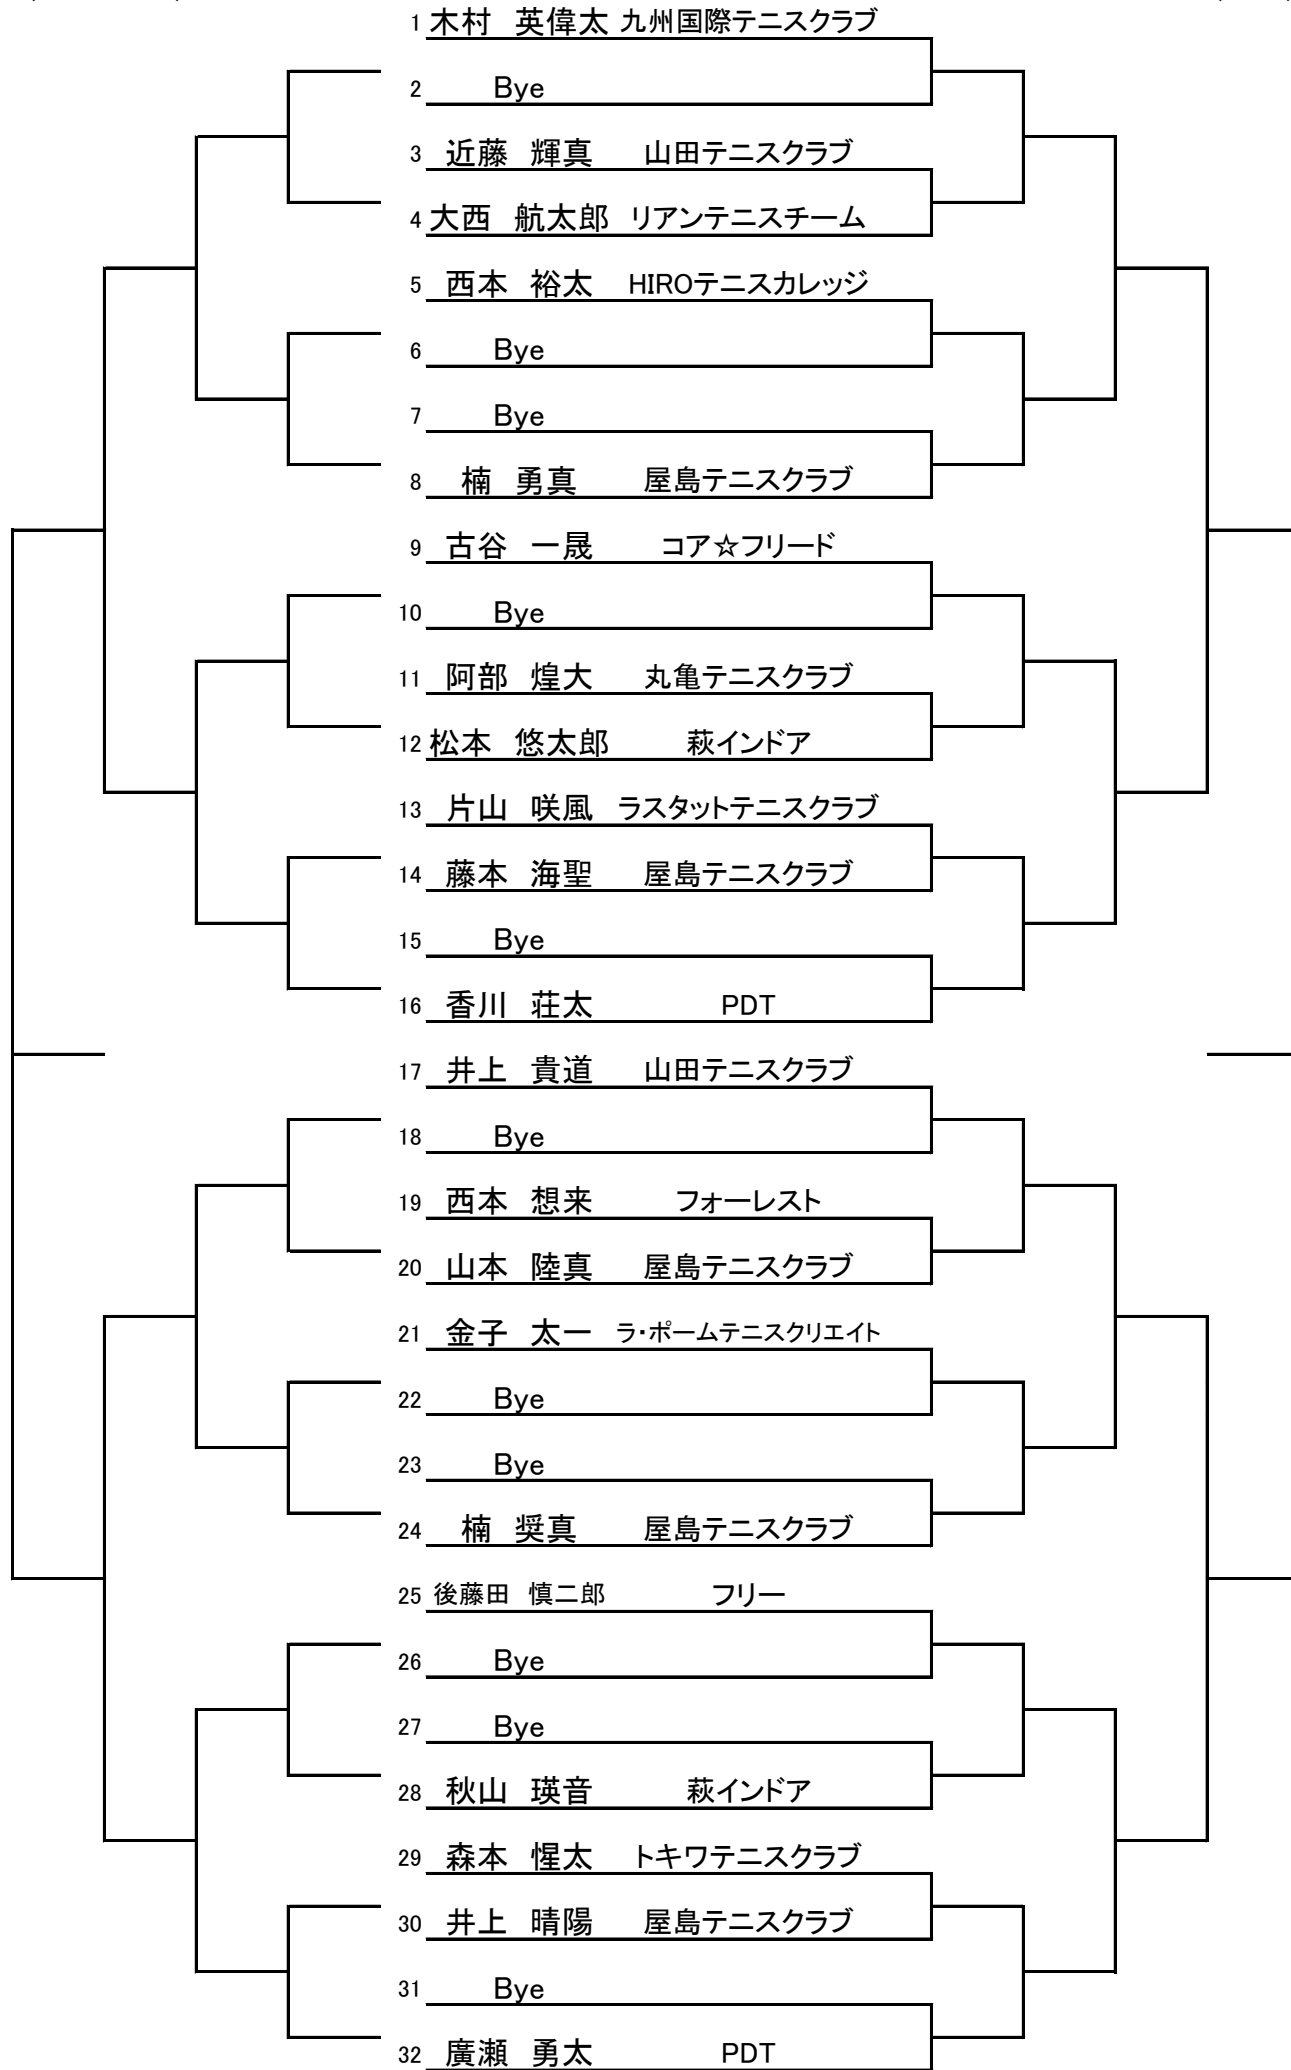 1 木村 英偉太 九州国際テニスクラブ
2 Bye
3 近藤 輝真 山田テニスクラブ
4 大西 航太郎 リアンテニスチーム
5 西本 裕太 HIROテニスカレッジ
6 Bye
7 Bye
8 楠 勇真 屋島テニスクラブ
9 古谷 一晟 コア☆フリード
10 Bye
11 阿部 煌大 丸亀テニスクラブ
12 松本 悠太郎 萩インドア
13 片山 咲風 ラスタットテニスクラブ
14 藤本 海聖 屋島テニスクラブ
15 Bye
16 香川 荘太 PDT
17 井上 貴道 山田テニスクラブ
18 Bye
19 西本 想来 フォーレスト
20 山本 陸真 屋島テニスクラブ
21 金子 太一 ラ・ポームテニスクリエイト
22 Bye
23 Bye
24 楠 奨真 屋島テニスクラブ
25 後藤田 慎二郎 フリー
26 Bye
27 Bye
28 秋山 瑛音 萩インドア
29 森本 惺太 トキワテニスクラブ
30 井上 晴陽 屋島テニスクラブ
31 Bye
32 廣瀬 勇太 PDT